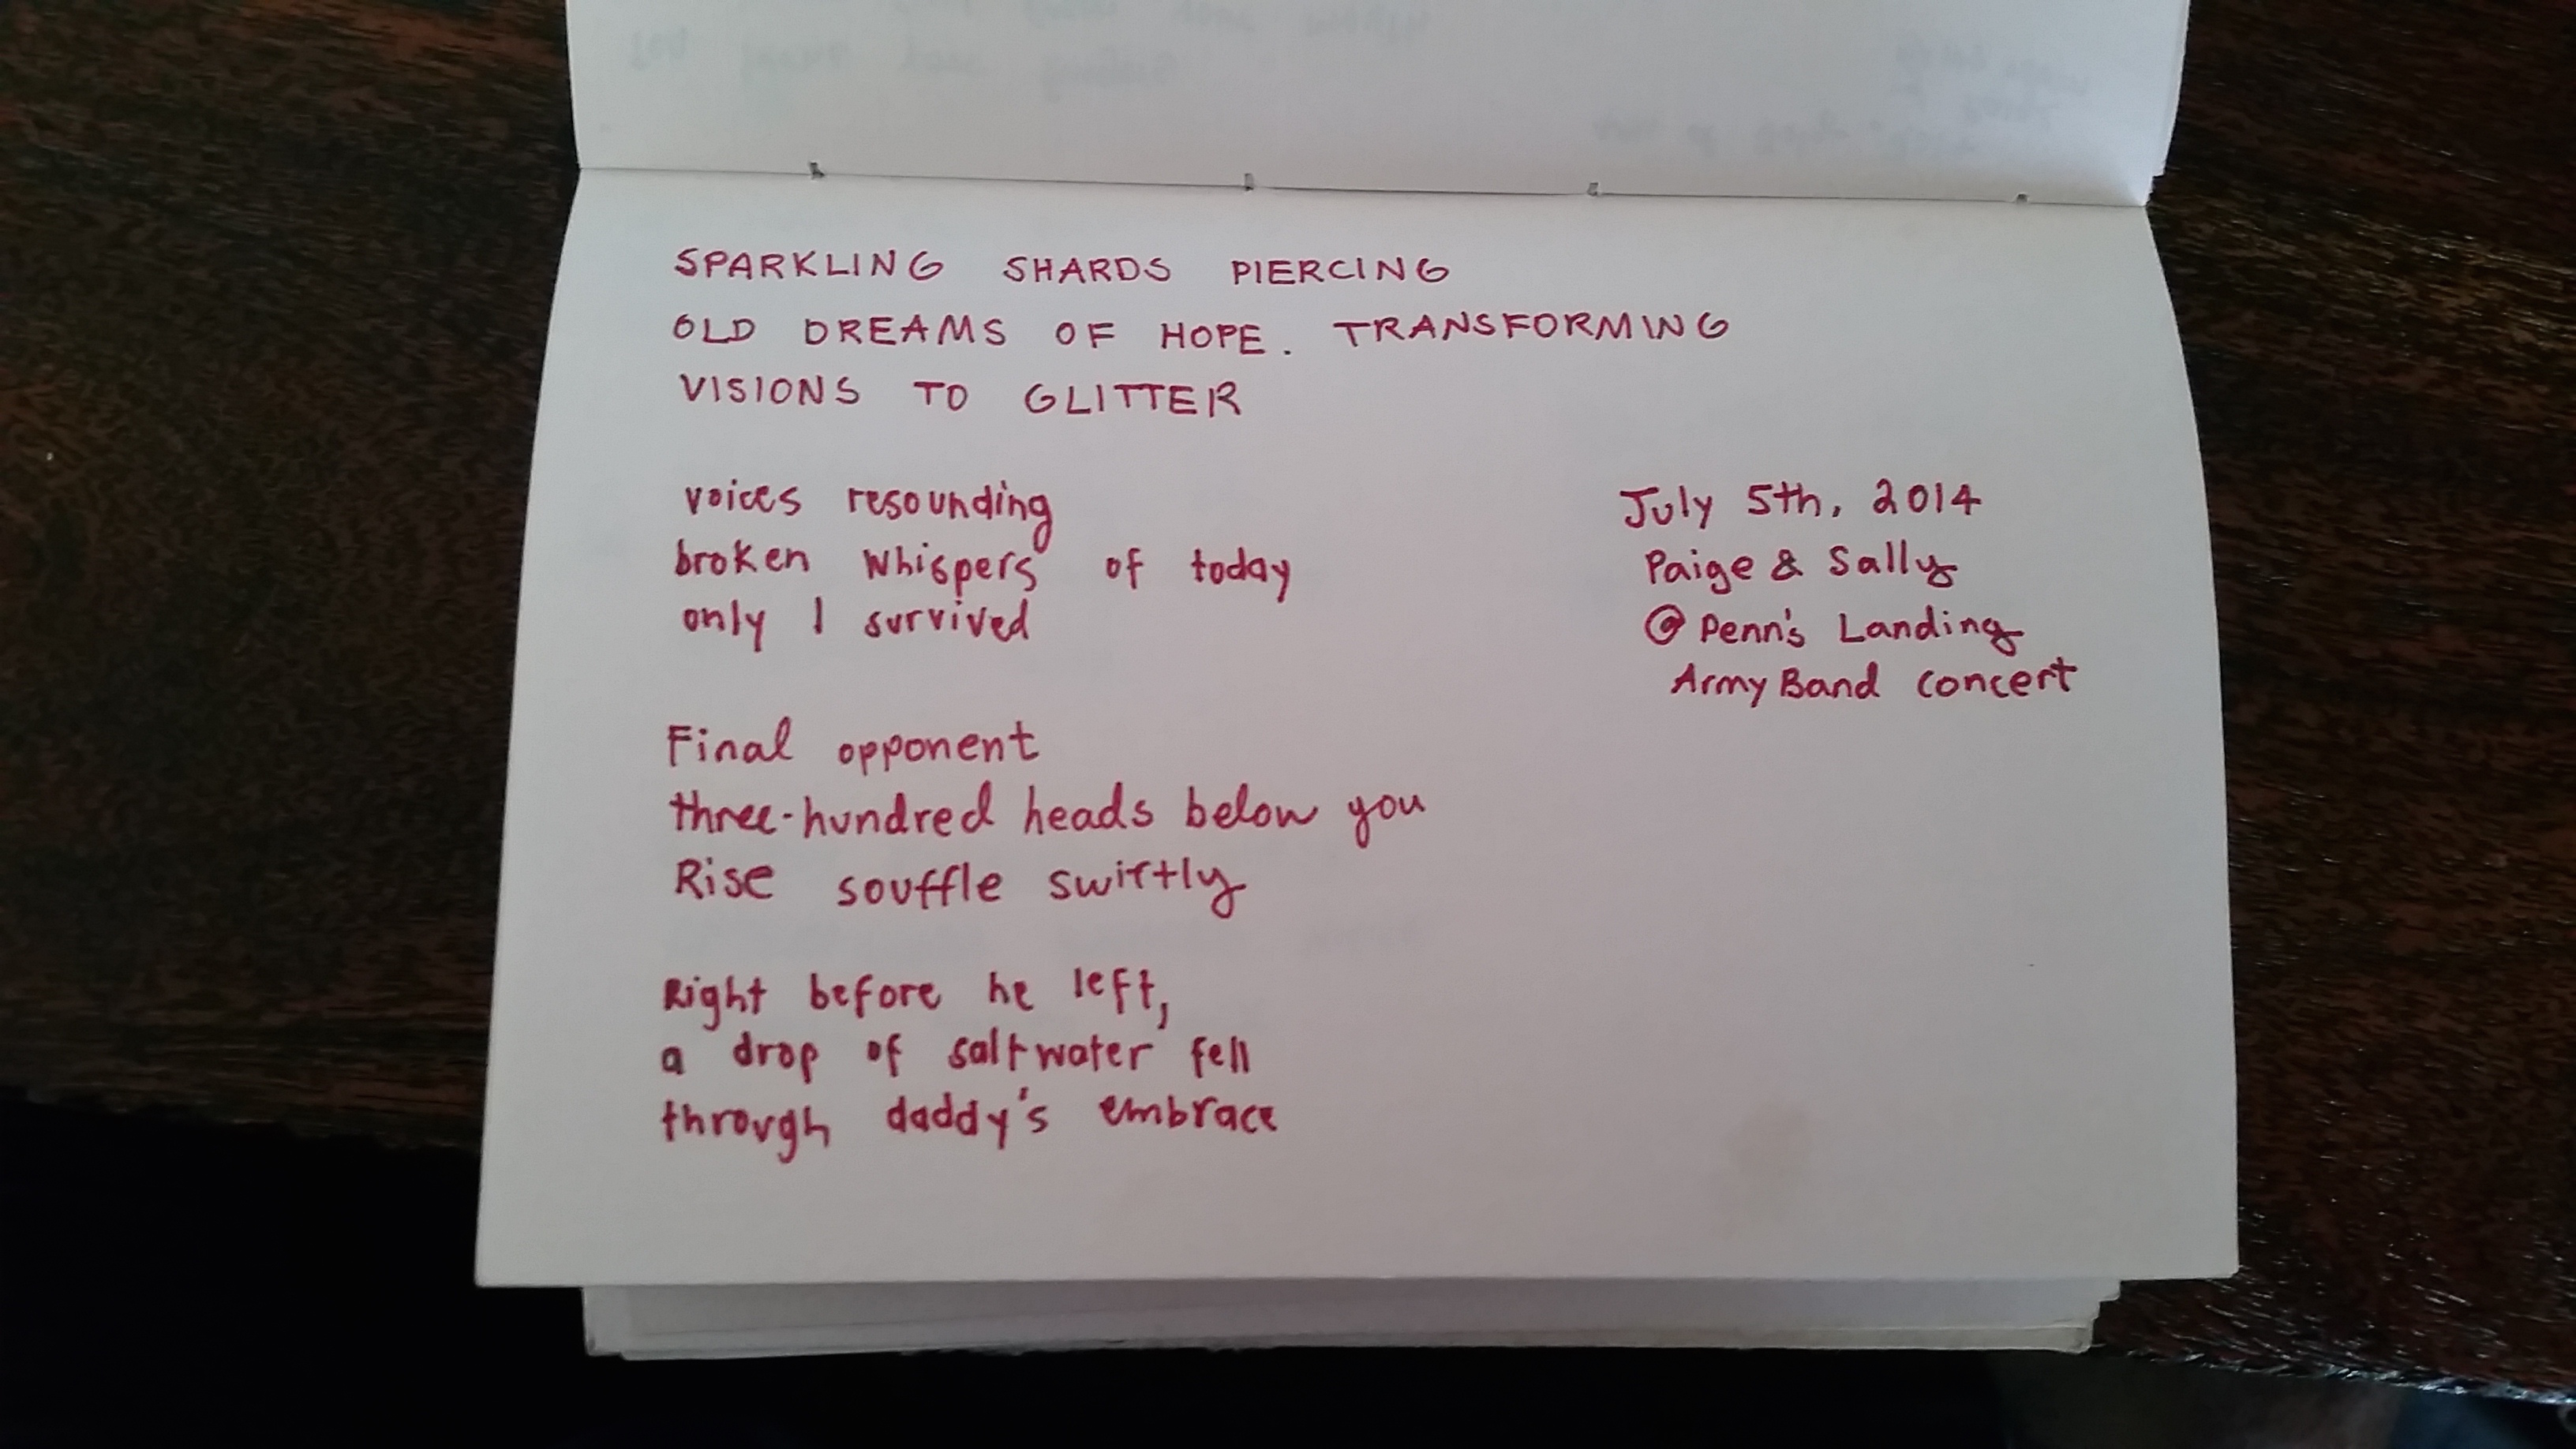 SPARKLING SHARDS PIERCING
OLD DREAMS OF HOPE. TRANSFORMING
VISIONS TO GLITTER
voices resounding
broken whispers of today
only I survived
Final opponent
three-hundred heads below you
Rise souffle swiftly
Right before he left,
a drop of saltwater fell
through daddy's embrace
July 5th, 2014
Paige & Sally
@ Penn's Landing
Army Band concert